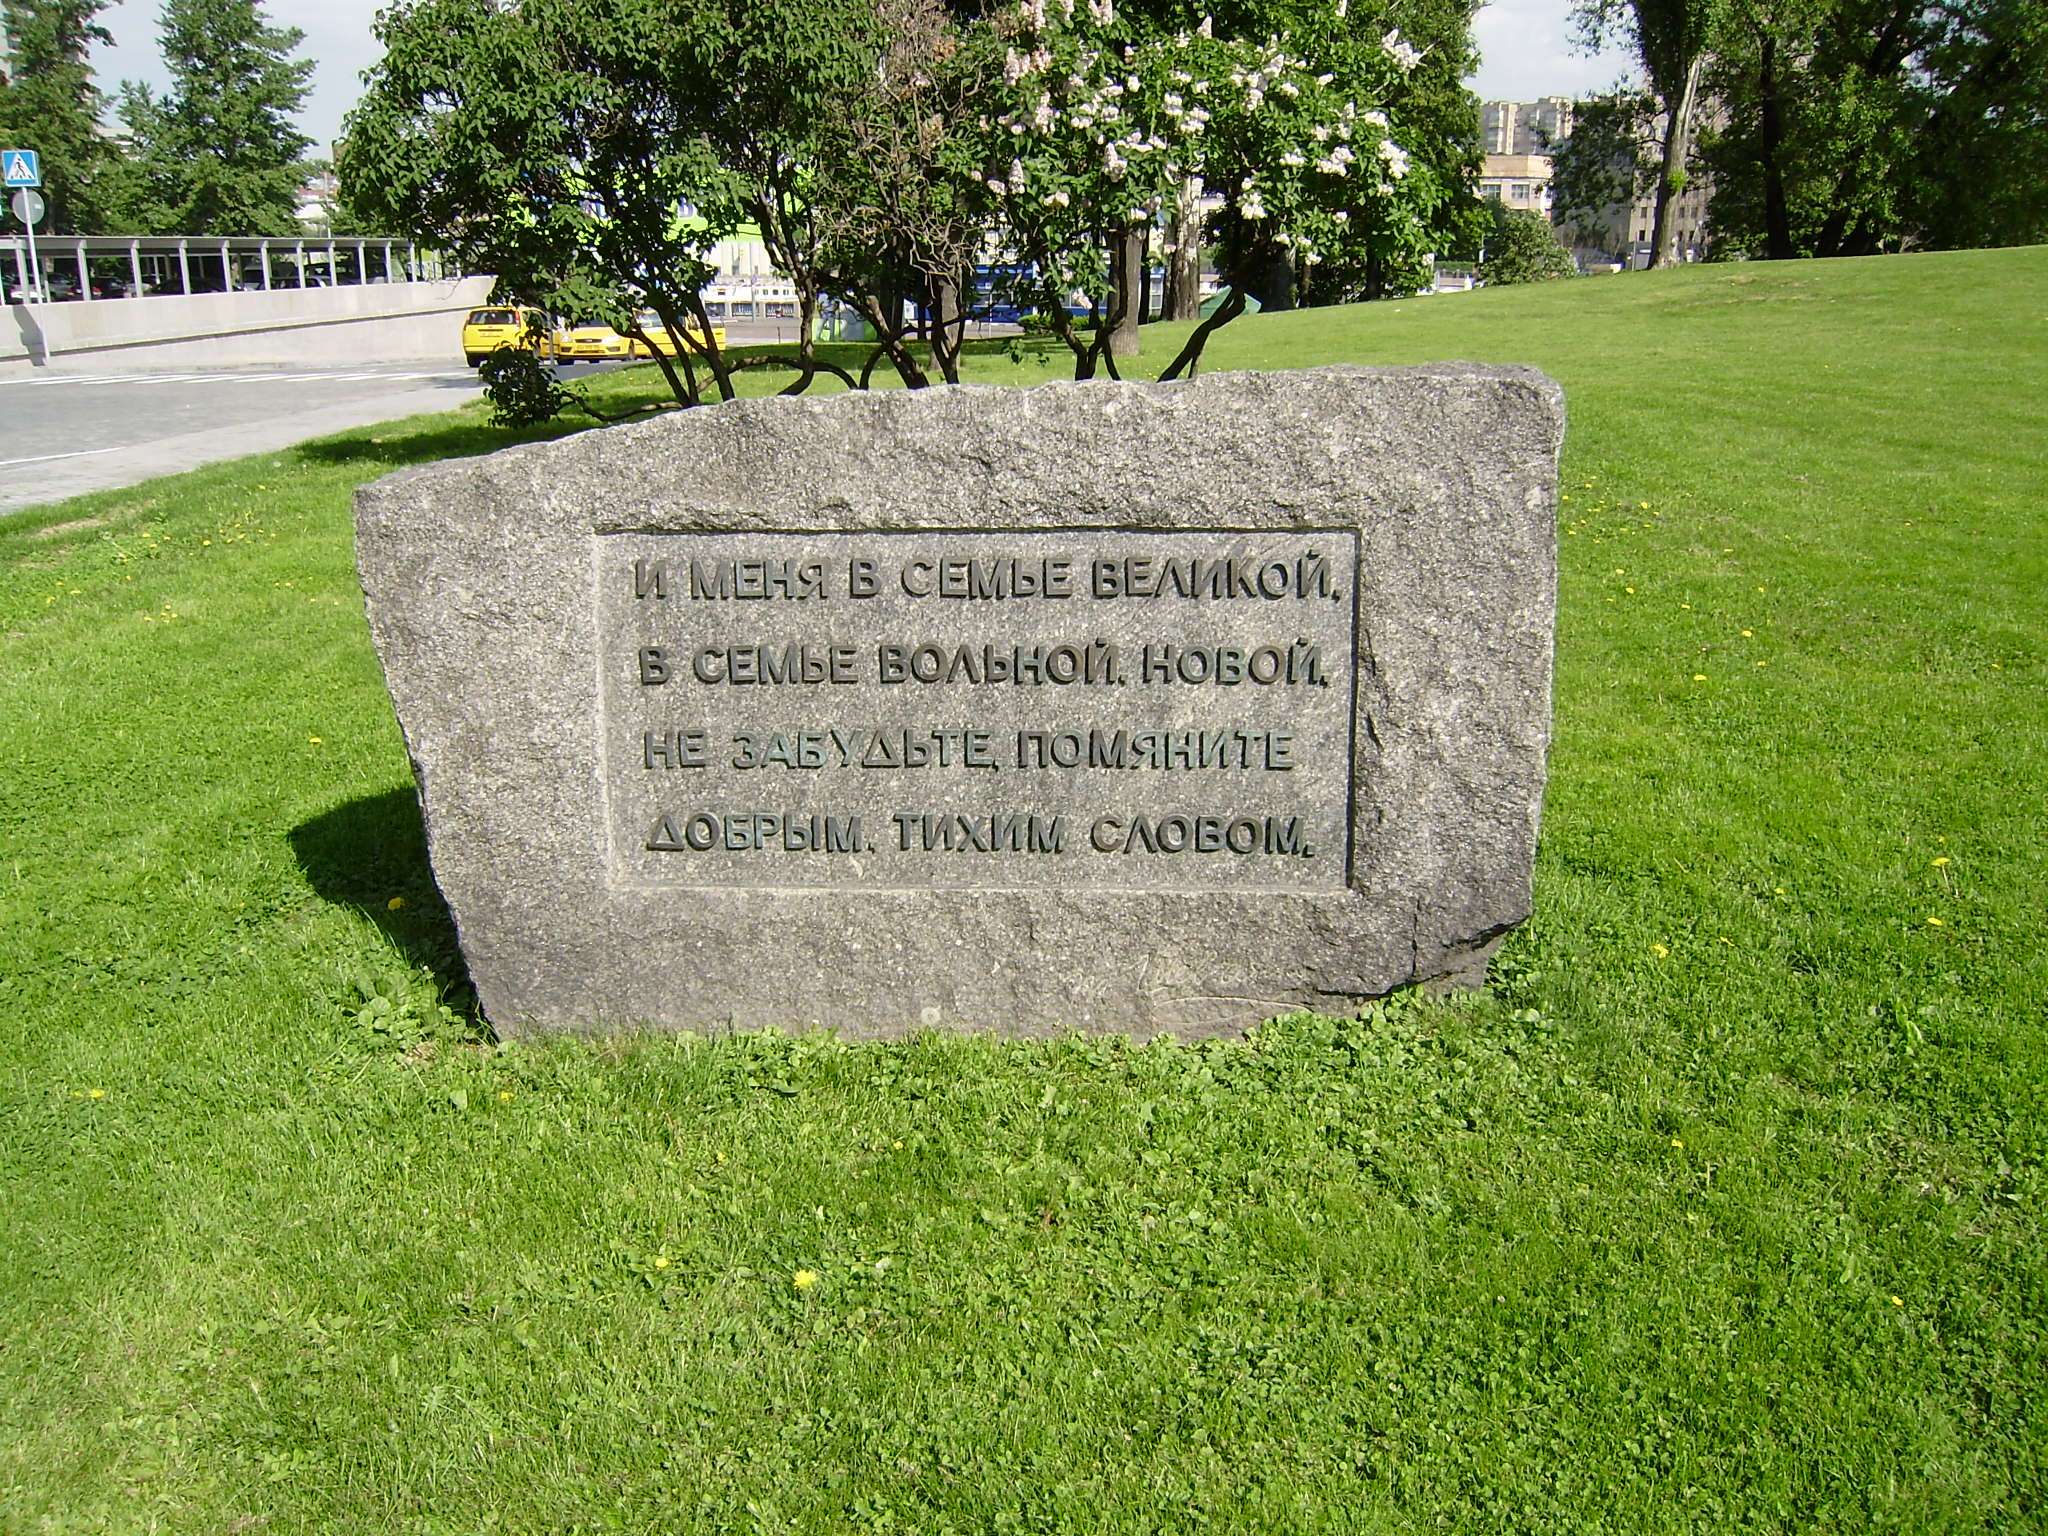 И МЕНЯ В СЕМЬЕ ВЕЛИКОЙ,
В СЕМЬЕ ВОЛЬНОЙ, НОВОЙ,
НЕ ЗАБУДЬТЕ, ПОМЯНИТЕ
ДОБРЫМ, ТИХИМ СЛОВОМ.